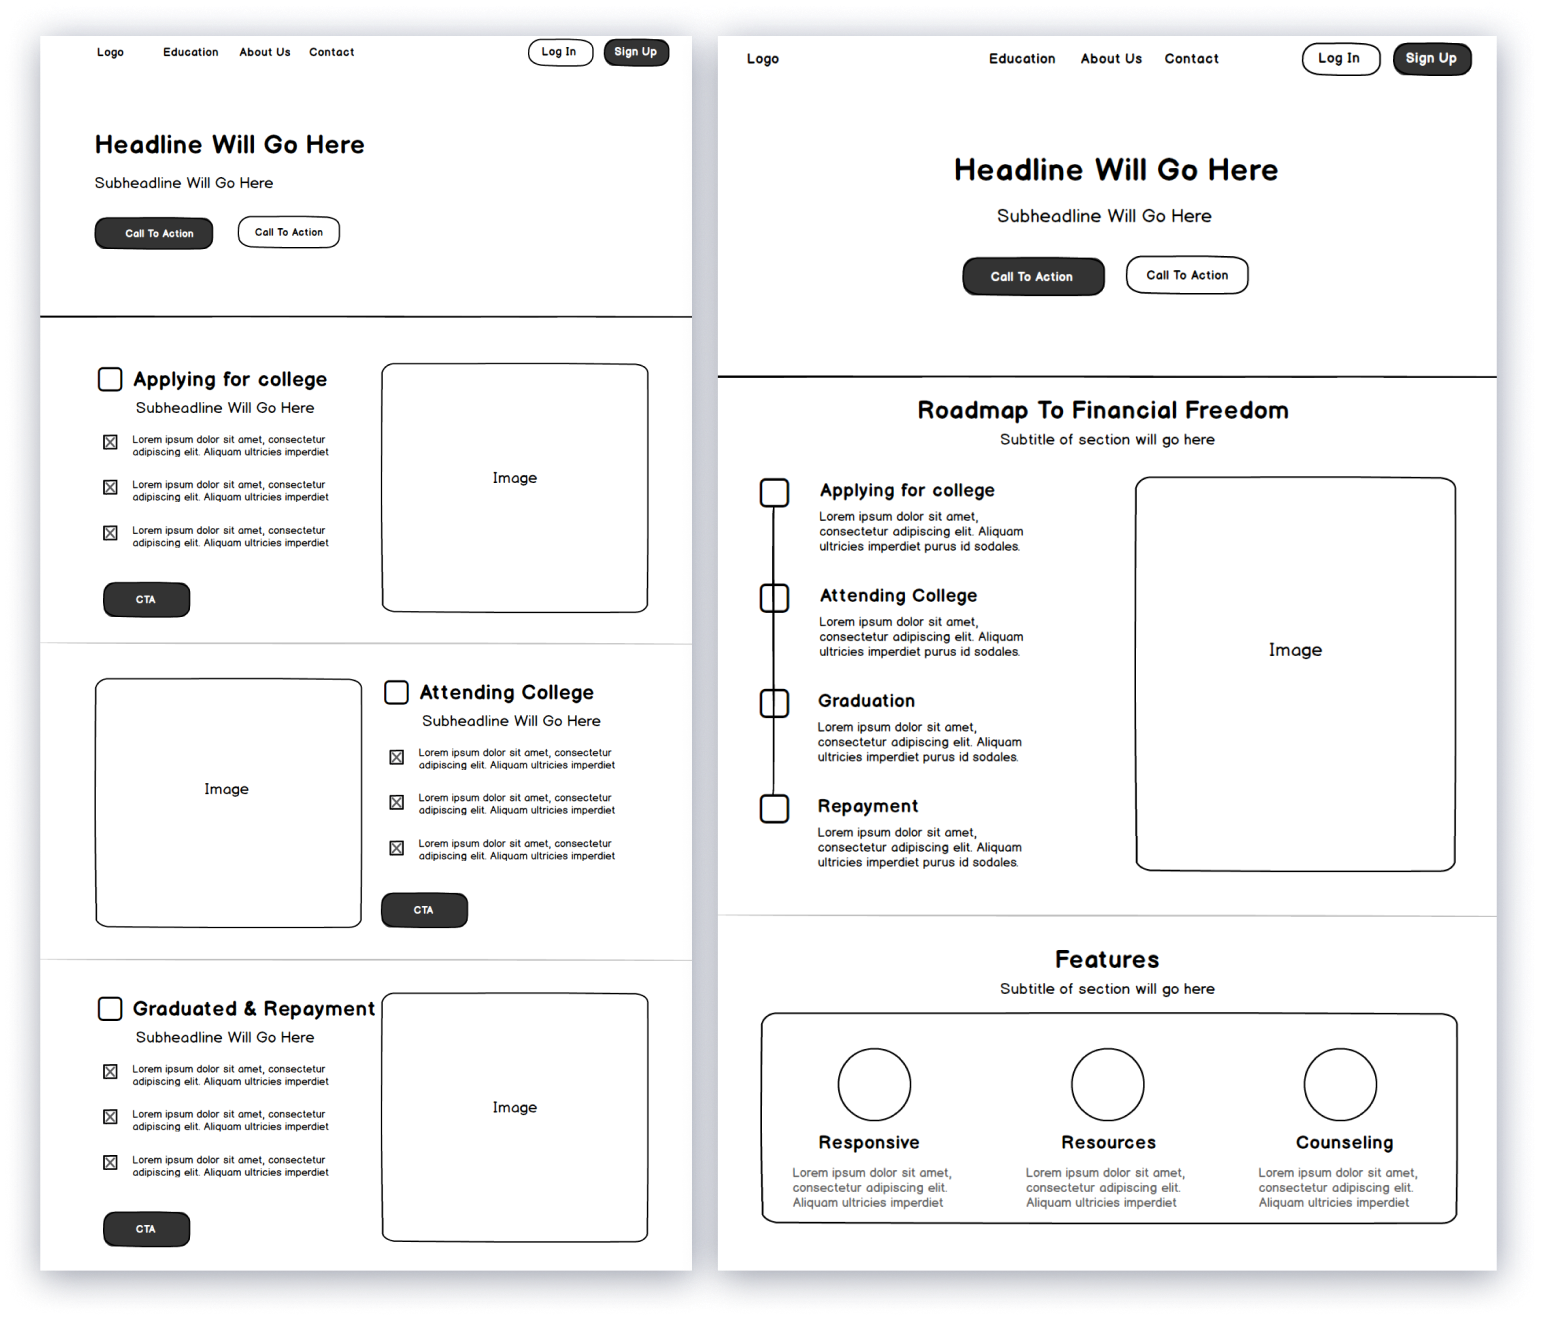 Logo
Education
About Us
Contact
Log In
Sign Up
Headline Will Go Here
Subheadline Will Go Here
Call To Action
Call To Action
Applying for college
Subheadline Will Go Here
Lorem ipsum dolor sit amet, consectetur
adipiscing elit. Aliquam ultricies imperdiet
Lorem ipsum dolor sit amet, consectetur
adipiscing elit. Aliquam ultricies imperdiet
Lorem ipsum dolor sit amet, consectetur
adipiscing elit. Aliquam ultricies imperdiet
CTA
Image
Image
Attending College
Subheadline Will Go Here
Lorem ipsum dolor sit amet, consectetur
adipiscing elit. Aliquam ultricies imperdiet
Lorem ipsum dolor sit amet, consectetur
adipiscing elit. Aliquam ultricies imperdiet
Lorem ipsum dolor sit amet, consectetur
adipiscing elit. Aliquam ultricies imperdiet
CTA
Graduated & Repayment
Subheadline Will Go Here
Lorem ipsum dolor sit amet, consectetur
adipiscing elit. Aliquam ultricies imperdiet
Lorem ipsum dolor sit amet, consectetur
adipiscing elit. Aliquam ultricies imperdiet
Lorem ipsum dolor sit amet, consectetur
adipiscing elit. Aliquam ultricies imperdiet
CTA
Image
Logo
Education
About Us
Contact
Log In
Sign Up
Headline Will Go Here
Subheadline Will Go Here
Call To Action
Call To Action
Roadmap To Financial Freedom
Subtitle of section will go here
Applying for college
Lorem ipsum dolor sit amet,
consectetur adipiscing elit. Aliquam
ultricies imperdiet purus id sodales.
Attending College
Lorem ipsum dolor sit amet,
consectetur adipiscing elit. Aliquam
ultricies imperdiet purus id sodales.
Graduation
Lorem ipsum dolor sit amet,
consectetur adipiscing elit. Aliquam
ultricies imperdiet purus id sodales.
Repayment
Lorem ipsum dolor sit amet,
consectetur adipiscing elit. Aliquam
ultricies imperdiet purus id sodales.
Image
Features
Subtitle of section will go here
Responsive
Lorem ipsum dolor sit amet,
consectetur adipiscing elit.
Aliquam ultricies imperdiet
Resources
Lorem ipsum dolor sit amet,
consectetur adipiscing elit.
Aliquam ultricies imperdiet
Counseling
Lorem ipsum dolor sit amet,
consectetur adipiscing elit.
Aliquam ultricies imperdiet